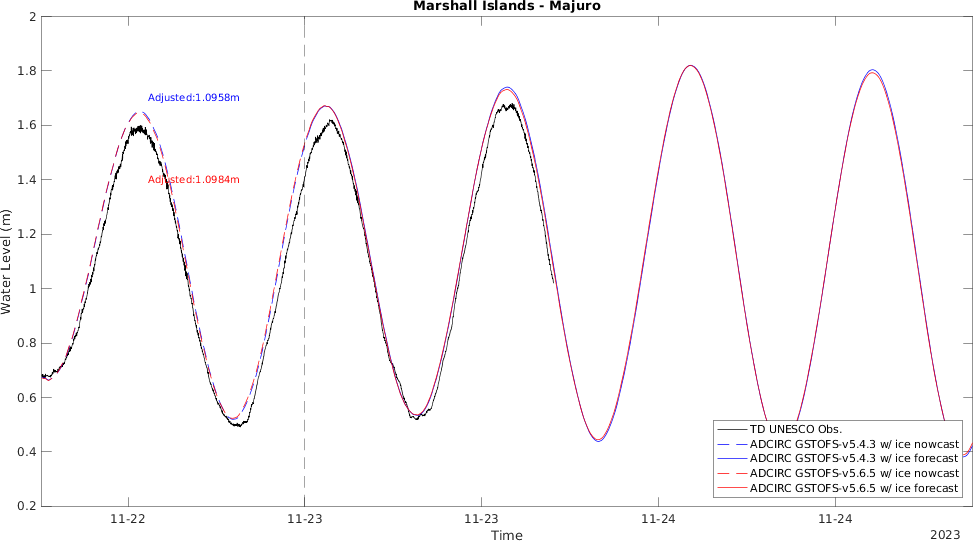 Marshall Islands - Majuro
2
1.8
1.6
1.4
1.2
1
0.8
0.6
0.4
0.2
Water Level (m)
Adjusted:1.0958m
Adjusted:1.0984m
TD UNESCO Obs.
ADCIRC GSTOFS-v5.4.3 w/ ice nowcast
ADCIRC GSTOFS-v5.4.3 w/ ice forecast
ADCIRC GSTOFS-v5.6.5 w/ ice nowcast
ADCIRC GSTOFS-v5.6.5 w/ ice forecast
11-22
11-23
11-23
11-24
11-24
Time
2023